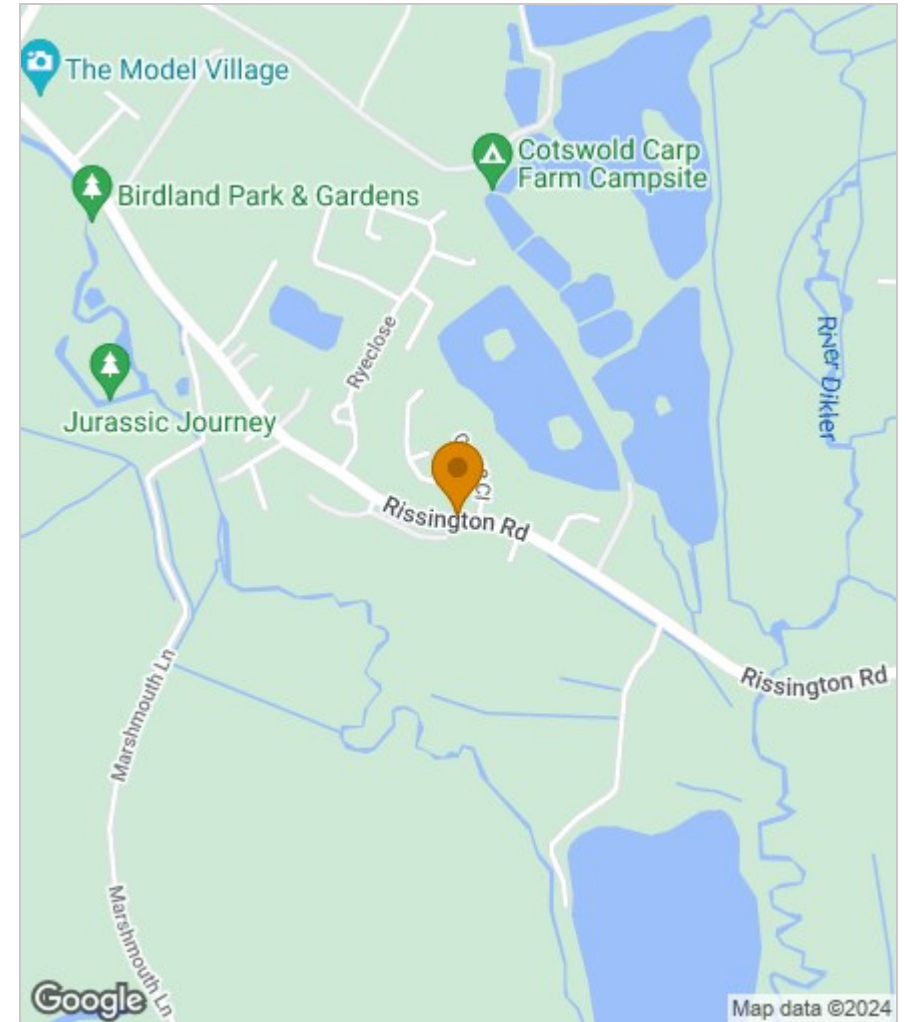 The Model Village
Cotswold Carp
Farm Campsite
Birdland Park & Gardens
River Dikler
Ryeclose
Jurassic Journey
Cl
Rissington Rd
Rissington Rd
Marshmouth Ln
Marshmouth Ln
Google
Map data ©2024